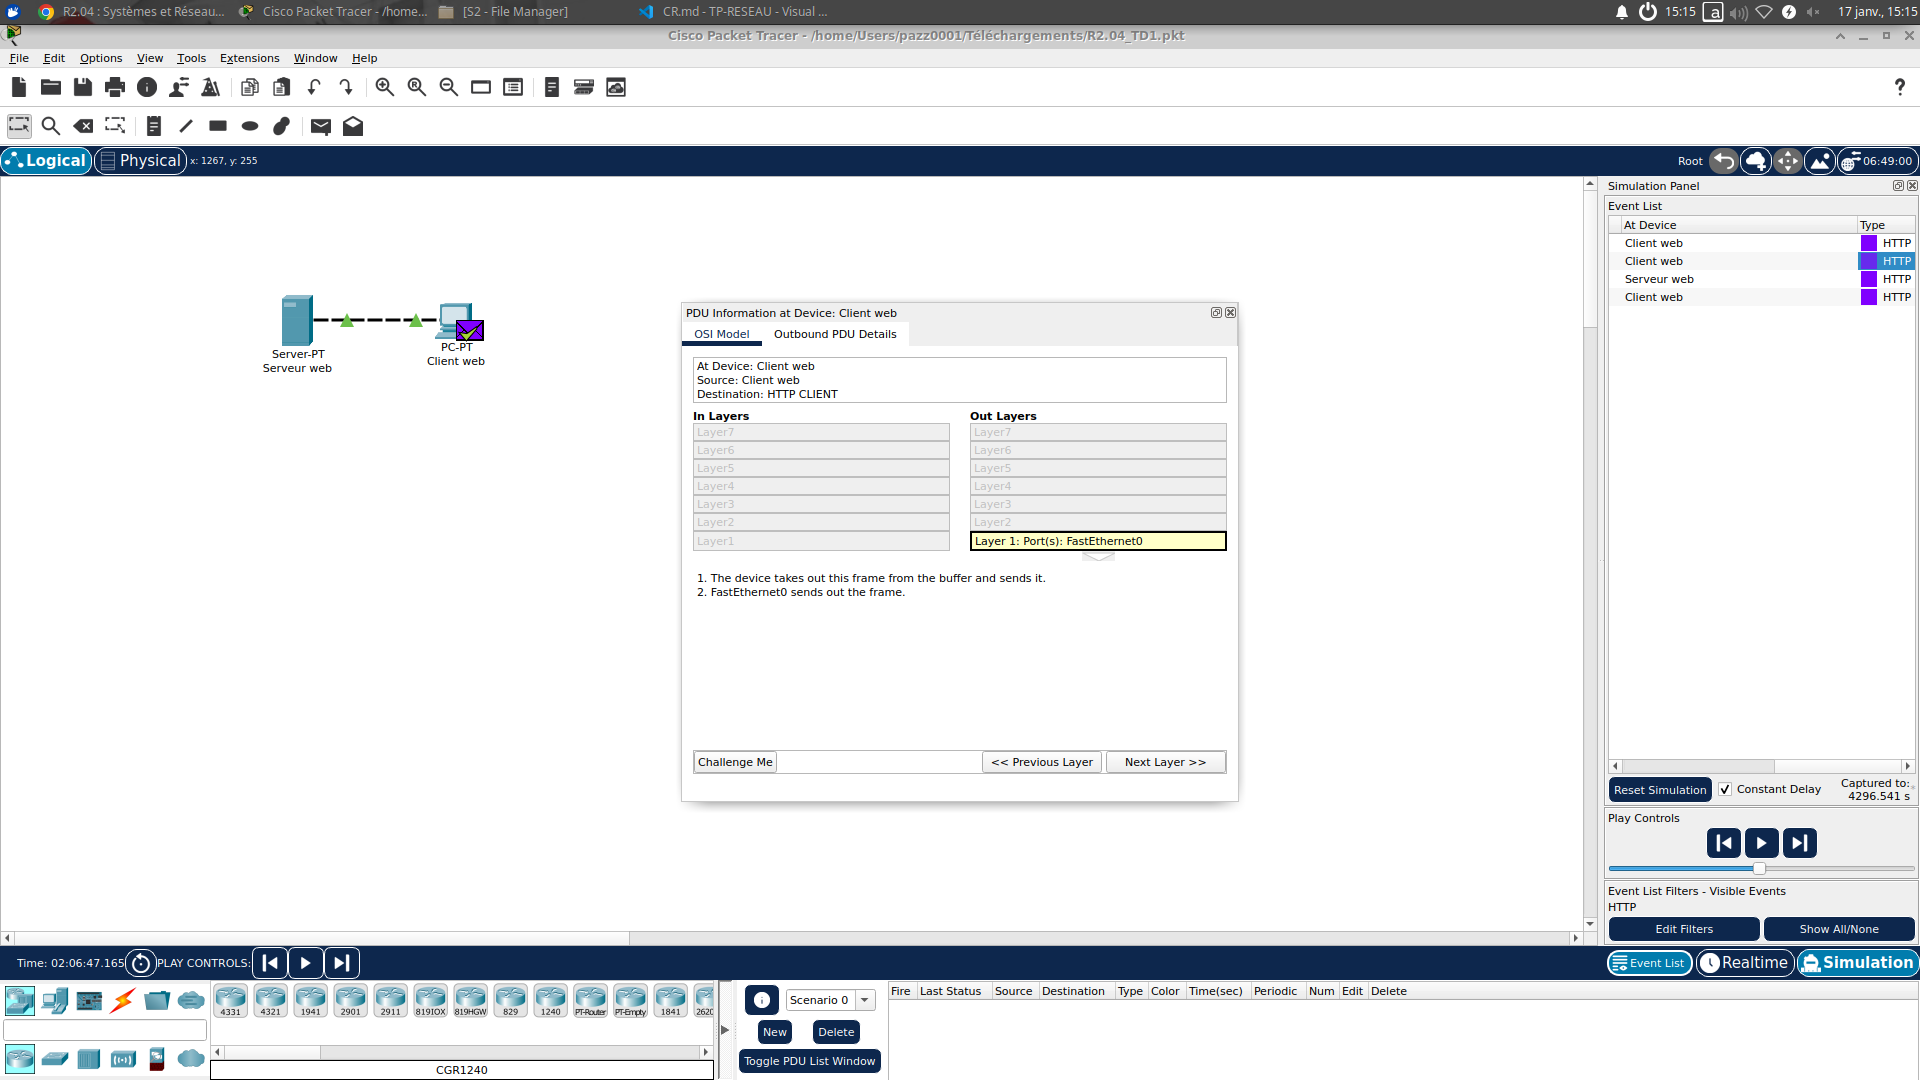 R2.04 : Systèmes et Réseau...
Cisco Packet Tracer - /home...
[S2 - File Manager]
CR.md - TP-RESEAU - Visual ...
15:15
a
17 janv., 15:15
Cisco Packet Tracer - /home/Users/pazz0001/Téléchargements/R2.04_TD1.pkt
File Edit Options View Tools Extensions Window Help
Logical
Physical
x: 1267, y: 255
Root
06:49:00
Server-PT
Serveur web
PC-PT
Client web
PDU Information at Device: Client web
OSI Model
Outbound PDU Details
At Device: Client web
Source: Client web
Destination: HTTP CLIENT
In Layers
Layer7
Layer6
Layer5
Layer4
Layer3
Layer2
Layer1
Out Layers
Layer7
Layer6
Layer5
Layer4
Layer3
Layer2
Layer 1: Port(s): FastEthernet0
1. The device takes out this frame from the buffer and sends it.
2. FastEthernet0 sends out the frame.
Challenge Me
<< Previous Layer
Next Layer >>
Simulation Panel
Event List
At Device Type
Client web HTTP
Client web HTTP
Serveur web HTTP
Client web HTTP
Reset Simulation
Constant Delay
Captured to:
4296.541 s
Play Controls
Event List Filters - Visible Events
HTTP
Edit Filters
Show All/None
Time: 02:06:47.165
PLAY CONTROLS:
Event List
Realtime
Simulation
4331 4321 1941 2901 2911 819IOX 819HGW 829 1240 PT-Router PT-Empty 1841 2620
CGR1240
Scenario 0
New
Delete
Toggle PDU List Window
Fire Last Status Source Destination Type Color Time(sec) Periodic Num Edit Delete